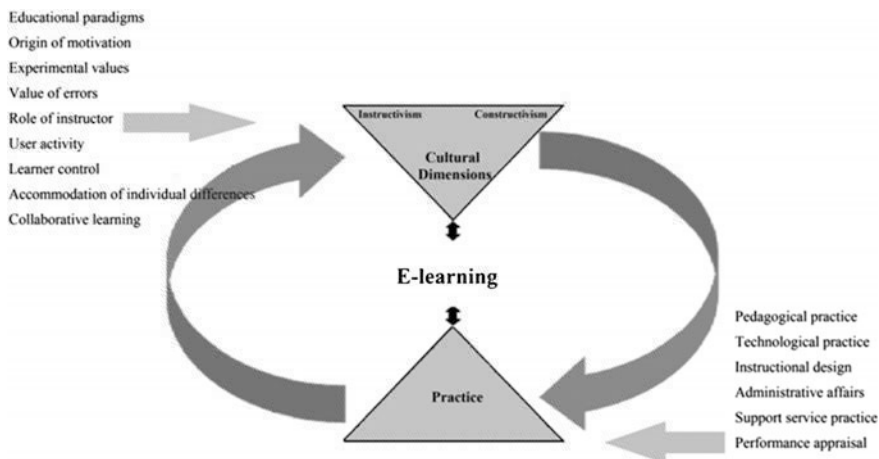 Educational paradigms
Origin of motivation
Experimental values
Value of errors
Role of instructor
User activity
Learner control
Accommodation of individual differences
Collaborative learning
Instructivism
Constructivism
Cultural
Dimensions
E-learning
Practice
Pedagogical practice
Technological practice
Instructional design
Administrative affairs
Support service practice
Performance appraisal